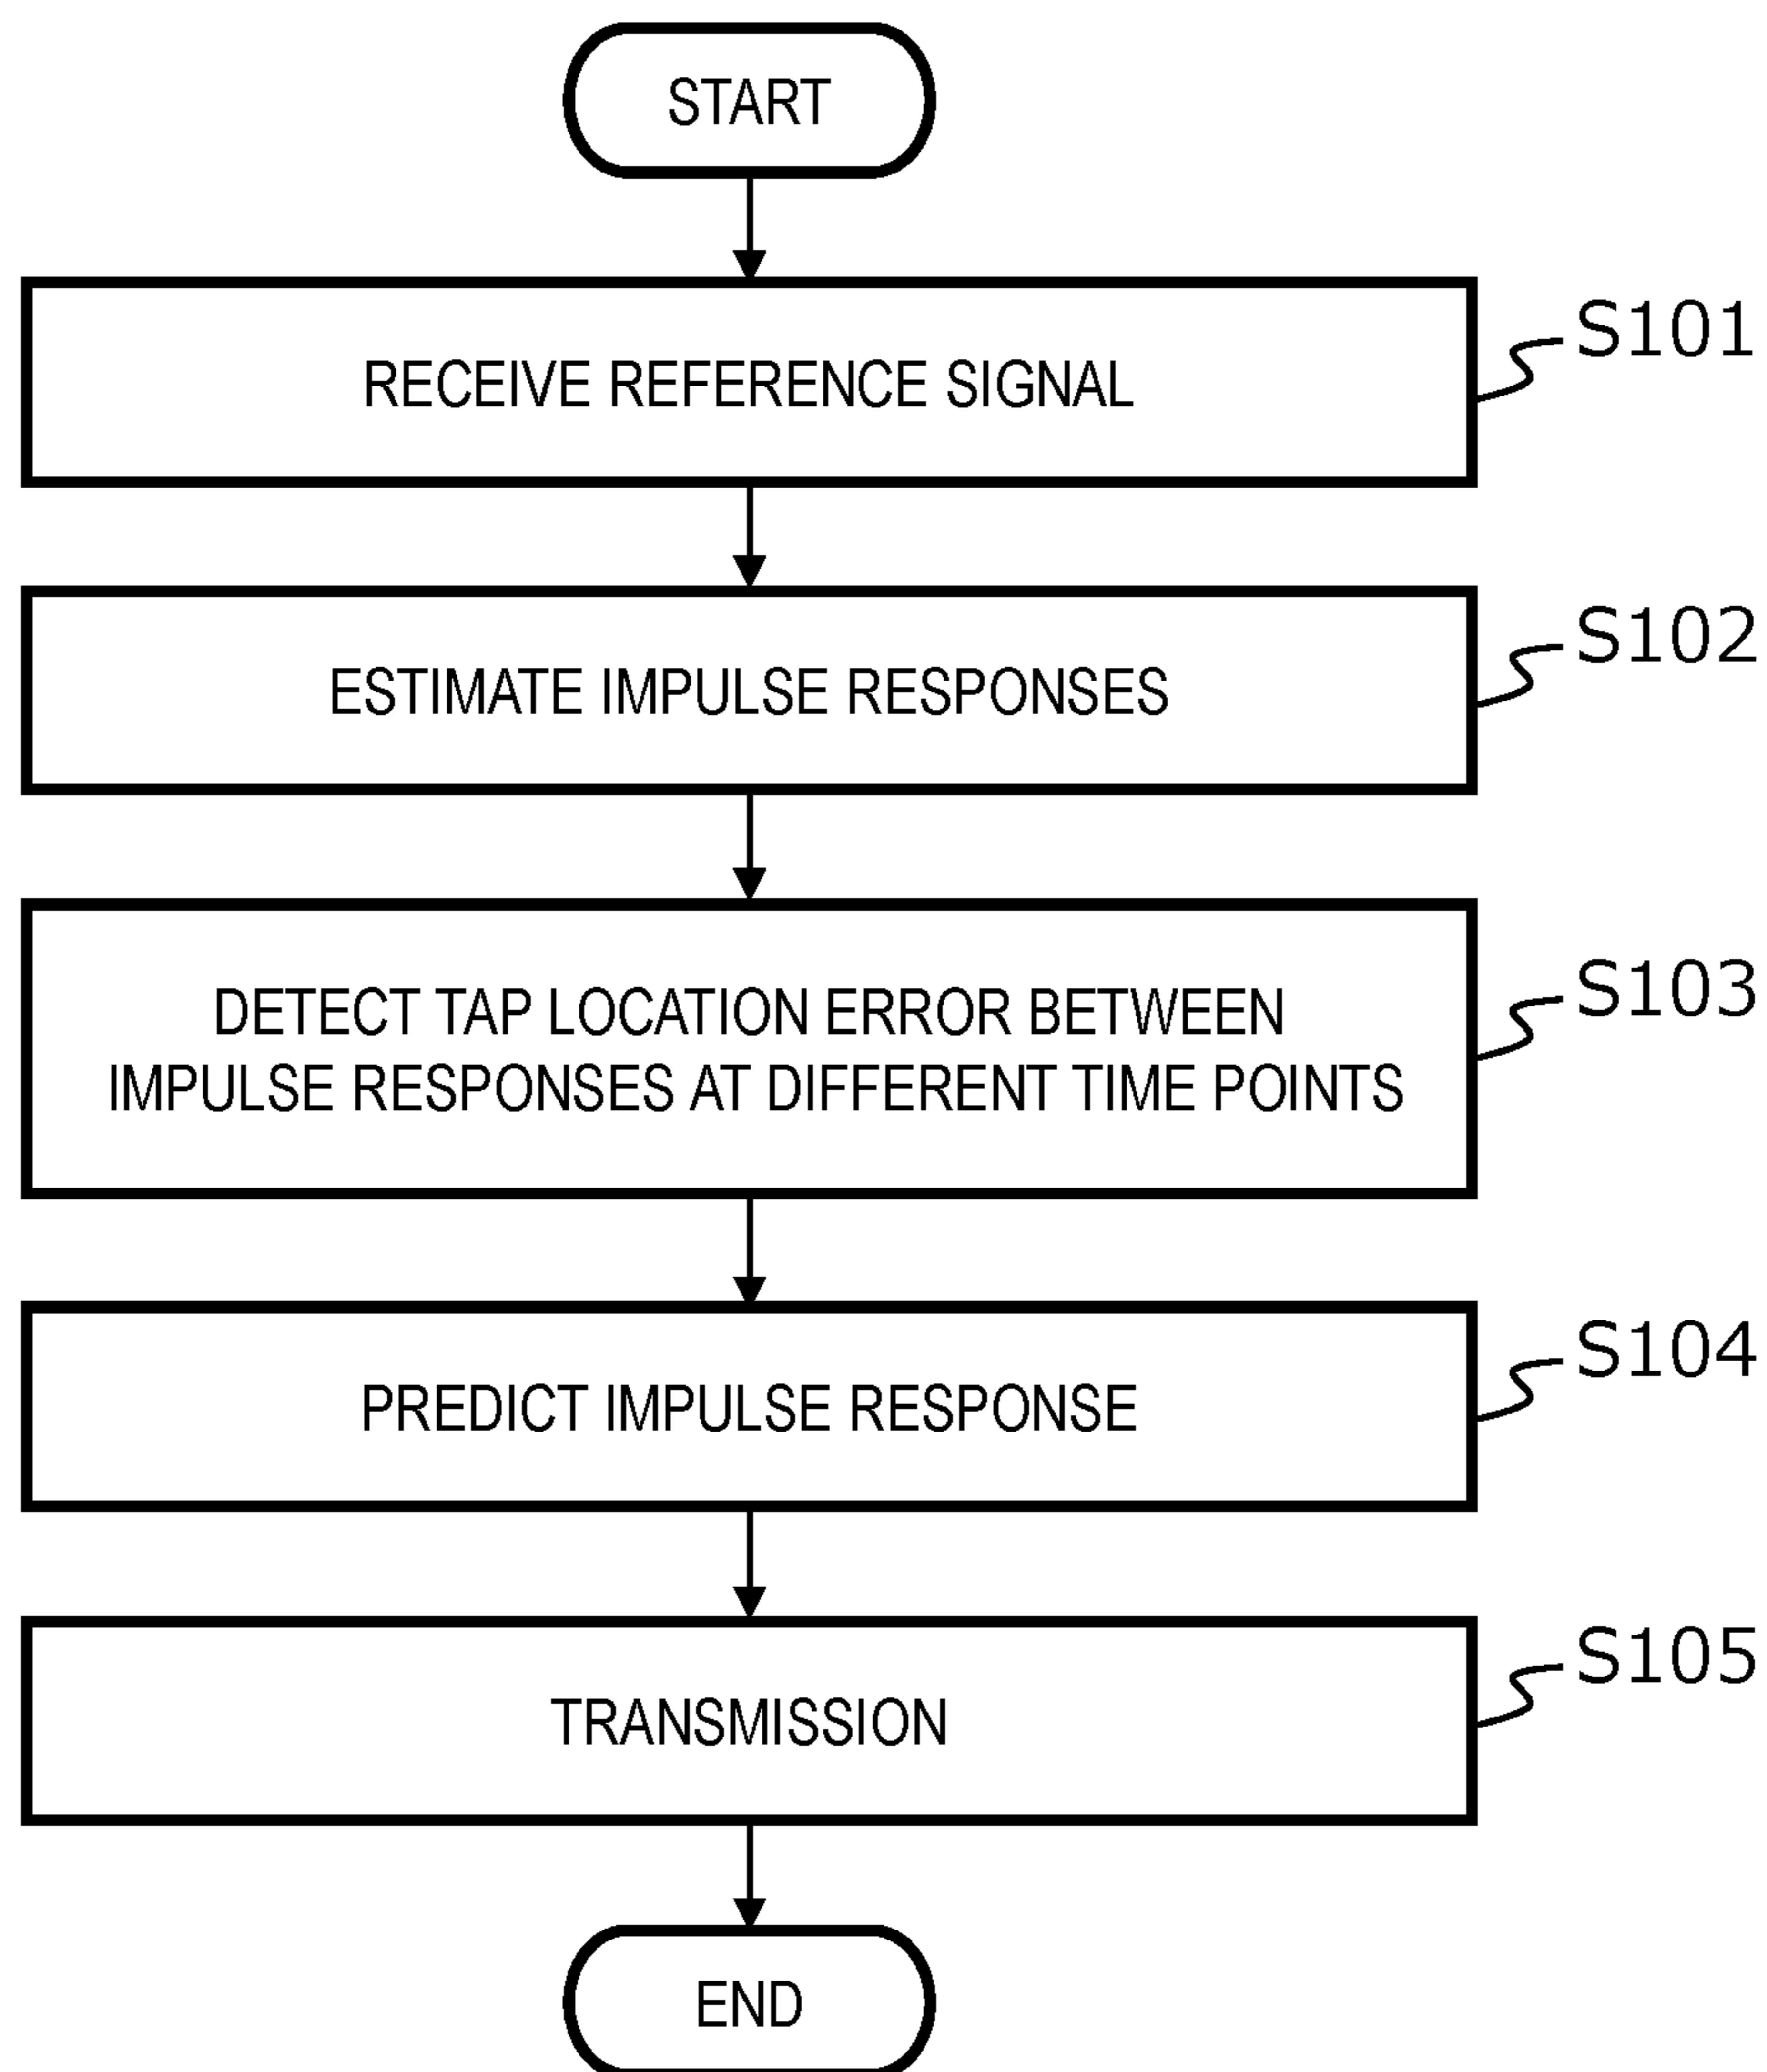 START
RECEIVE REFERENCE SIGNAL
S101
ESTIMATE IMPULSE RESPONSES
S102
DETECT TAP LOCATION ERROR BETWEEN
IMPULSE RESPONSES AT DIFFERENT TIME POINTS
S103
PREDICT IMPULSE RESPONSE
S104
TRANSMISSION
S105
END